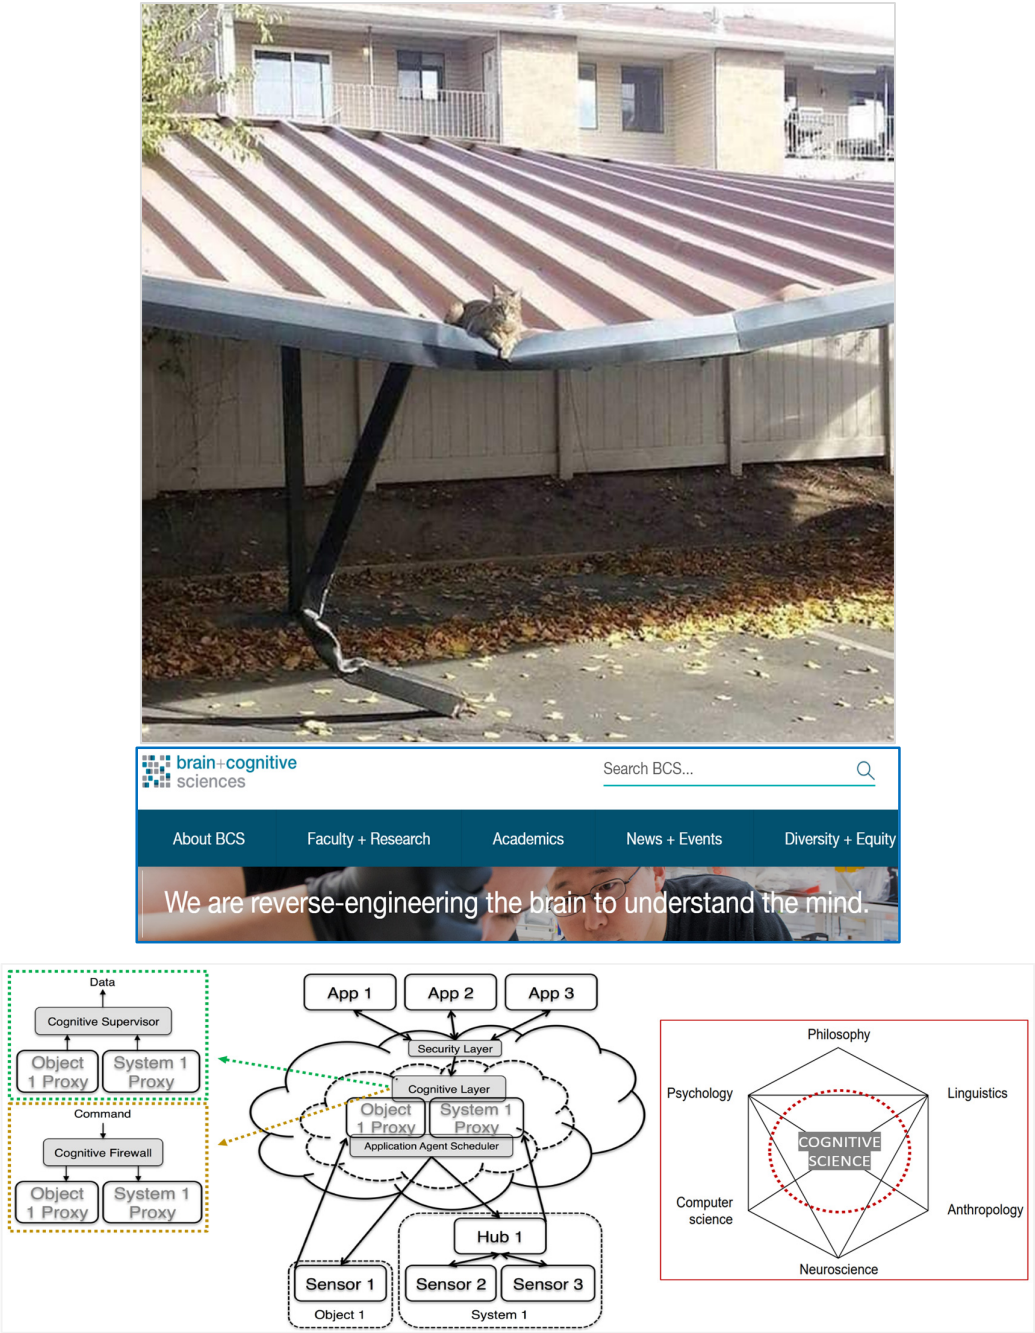 brain+cognitive
sciences
Search BCS...
About BCS
Faculty + Research
Academics
News + Events
Diversity + Equity
We are reverse-engineering the brain to understand the mind.
Data
Cognitive Supervisor
Object
1 Proxy
System 1
Proxy
Command
Cognitive Firewall
Object
1 Proxy
System 1
Proxy
App 1
App 2
App 3
Security Layer
Cognitive Layer
Object
1 Proxy
System 1
Proxy
Application Agent Scheduler
Hub 1
Sensor 1
Sensor 2
Sensor 3
Object 1
System 1
Philosophy
Psychology
Linguistics
COGNITIVE
SCIENCE
Computer
science
Anthropology
Neuroscience